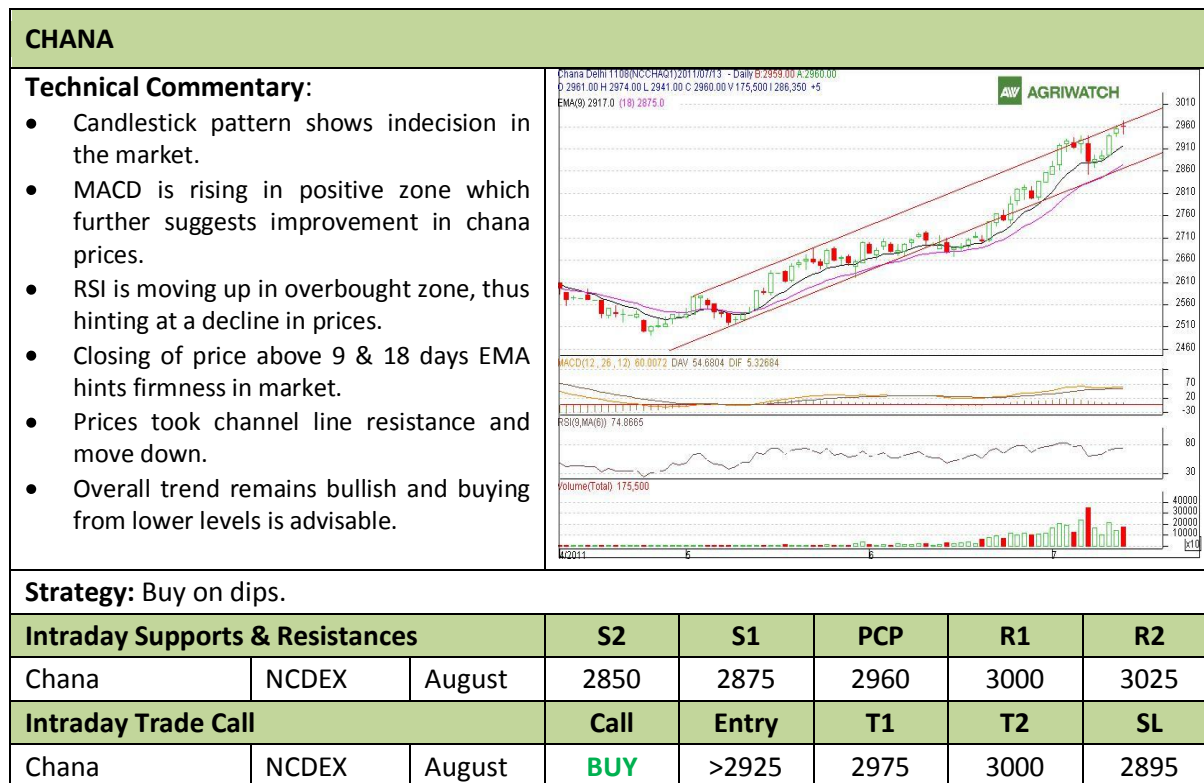 CHANA
Technical Commentary:
• Candlestick pattern shows indecision in
the market.
• MACD is rising in positive zone which
further suggests improvement in chana
prices.
• RSI is moving up in overbought zone, thus
hinting at a decline in prices.
• Closing of price above 9 & 18 days EMA
hints firmness in market.
• Prices took channel line resistance and
move down.
• Overall trend remains bullish and buying
from lower levels is advisable.
Chana Delhi 1108(NCCHAQ1)2011/07/13 - Daily B:2959.00 A:2960.00
O 2961.00 H 2974.00 L 2941.00 C 2960.00 V 175,500 I 286,350 +5
EMA(9) 2917.0 (18) 2875.0
AW AGRIWATCH
3010
2960
2910
2860
2810
2760
2710
2660
2610
2560
2510
2460
MACD(12,26,12) 60.0072 DAV 54.6804 DIF 5.32684
70
20
-30
RSI(9,MA(6)) 74.8665
80
30
Volume(Total) 175,500
40000
30000
20000
10000
x10
4/2011 5 6 7
Strategy: Buy on dips.
Intraday Supports & Resistances S2 S1 PCP R1 R2
Chana NCDEX August 2850 2875 2960 3000 3025
Intraday Trade Call Call Entry T1 T2 SL
Chana NCDEX August BUY >2925 2975 3000 2895